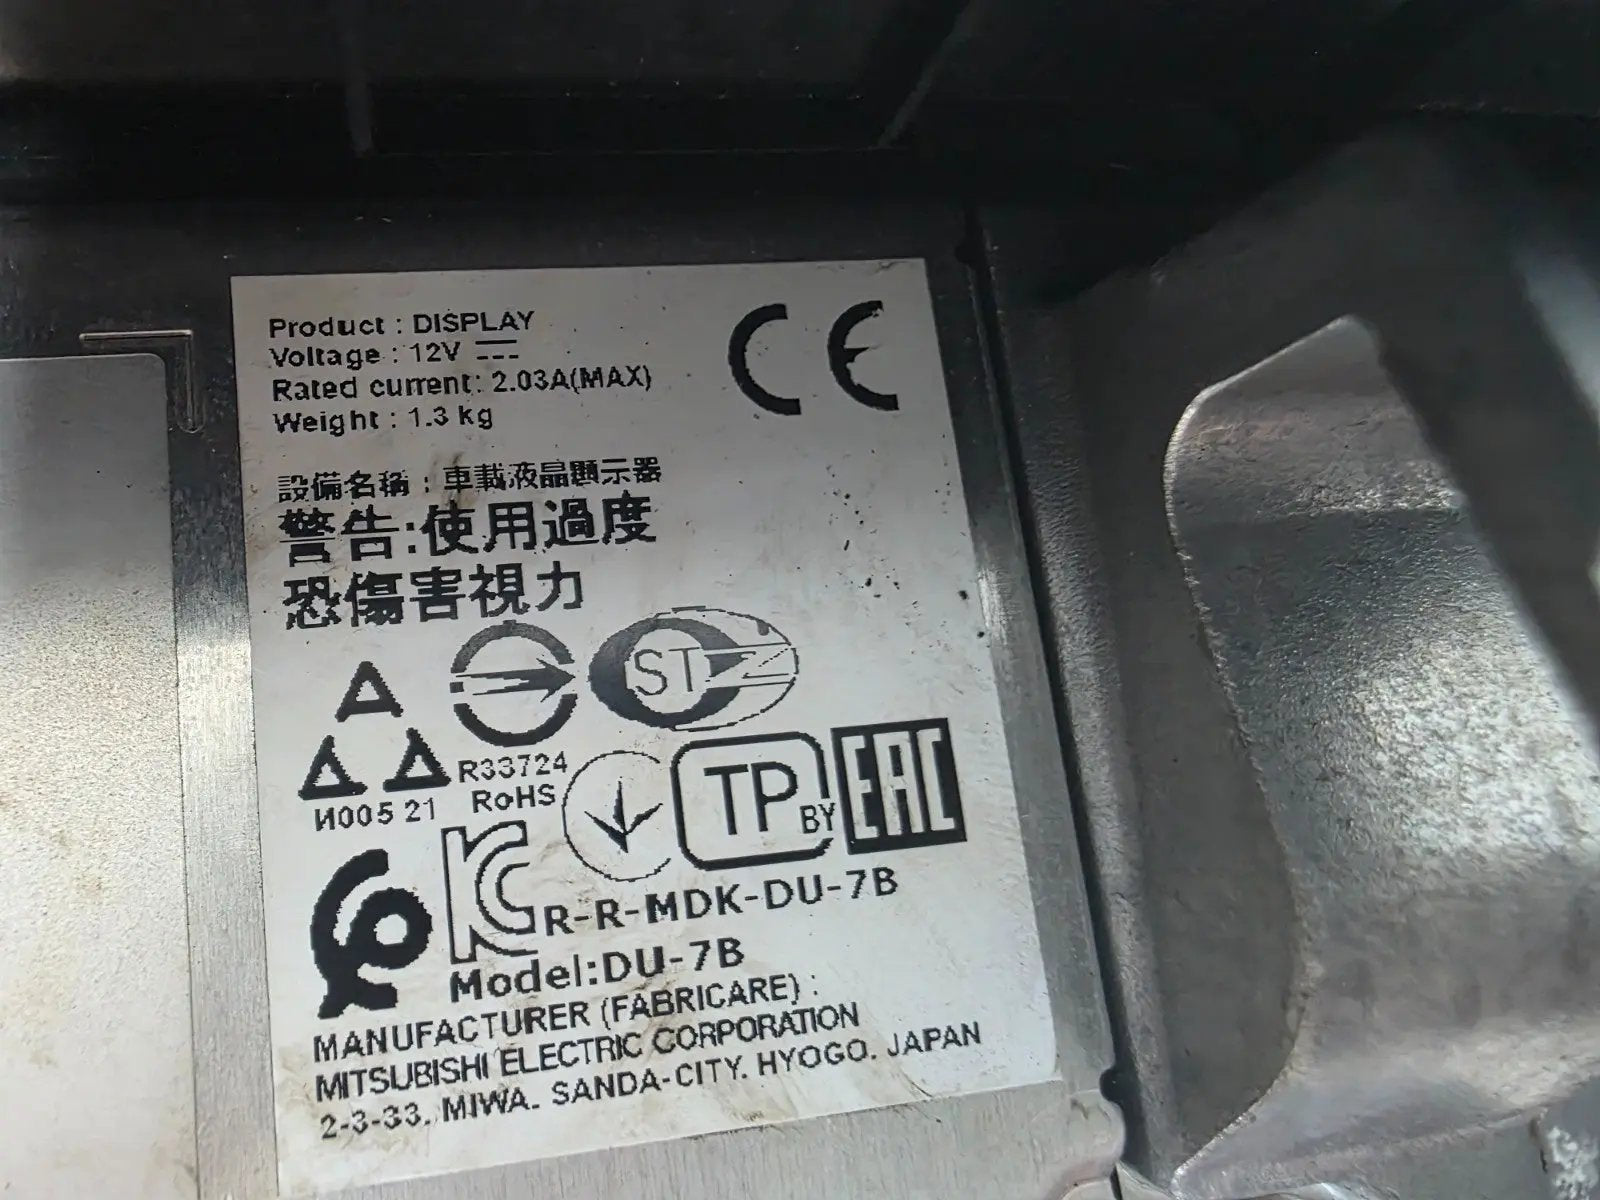 Product : DISPLAY
Voltage : 12V
Rated current: 2.03A(MAX)
Weight : 1.3 kg
CE
設備名稱 : 車載液晶顯示器
警告:使用過度
恐傷害視力
STZ
R33724
RoHS
И005 21
TP BY
EAC
KC
R-R-MDK-DU-7B
Model:DU-7B
MANUFACTURER (FABRICARE) :
MITSUBISHI ELECTRIC CORPORATION
2-3-33. MIWA. SANDA-CITY. HYOGO. JAPAN